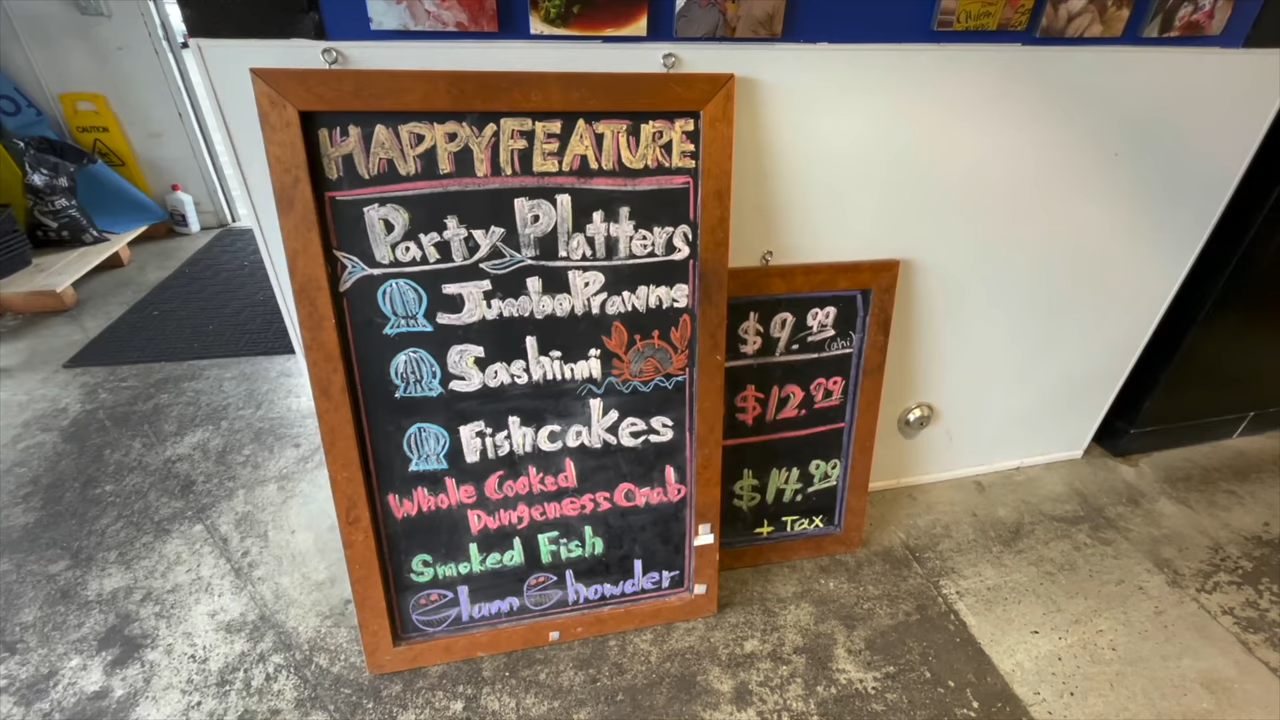 HAPPY FEATURE
Party Platters
Jumbo Prawns
Sashimi
Fishcakes
Whole Cooked
Dungeness Crab
Smoked Fish
Clam Chowder
$9.99
(ahi)
$12.99
$14.99
+ Tax
CAUTION